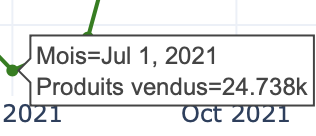 Mois=Jul 1, 2021
Produits vendus=24.738k
2021
Oct 2021